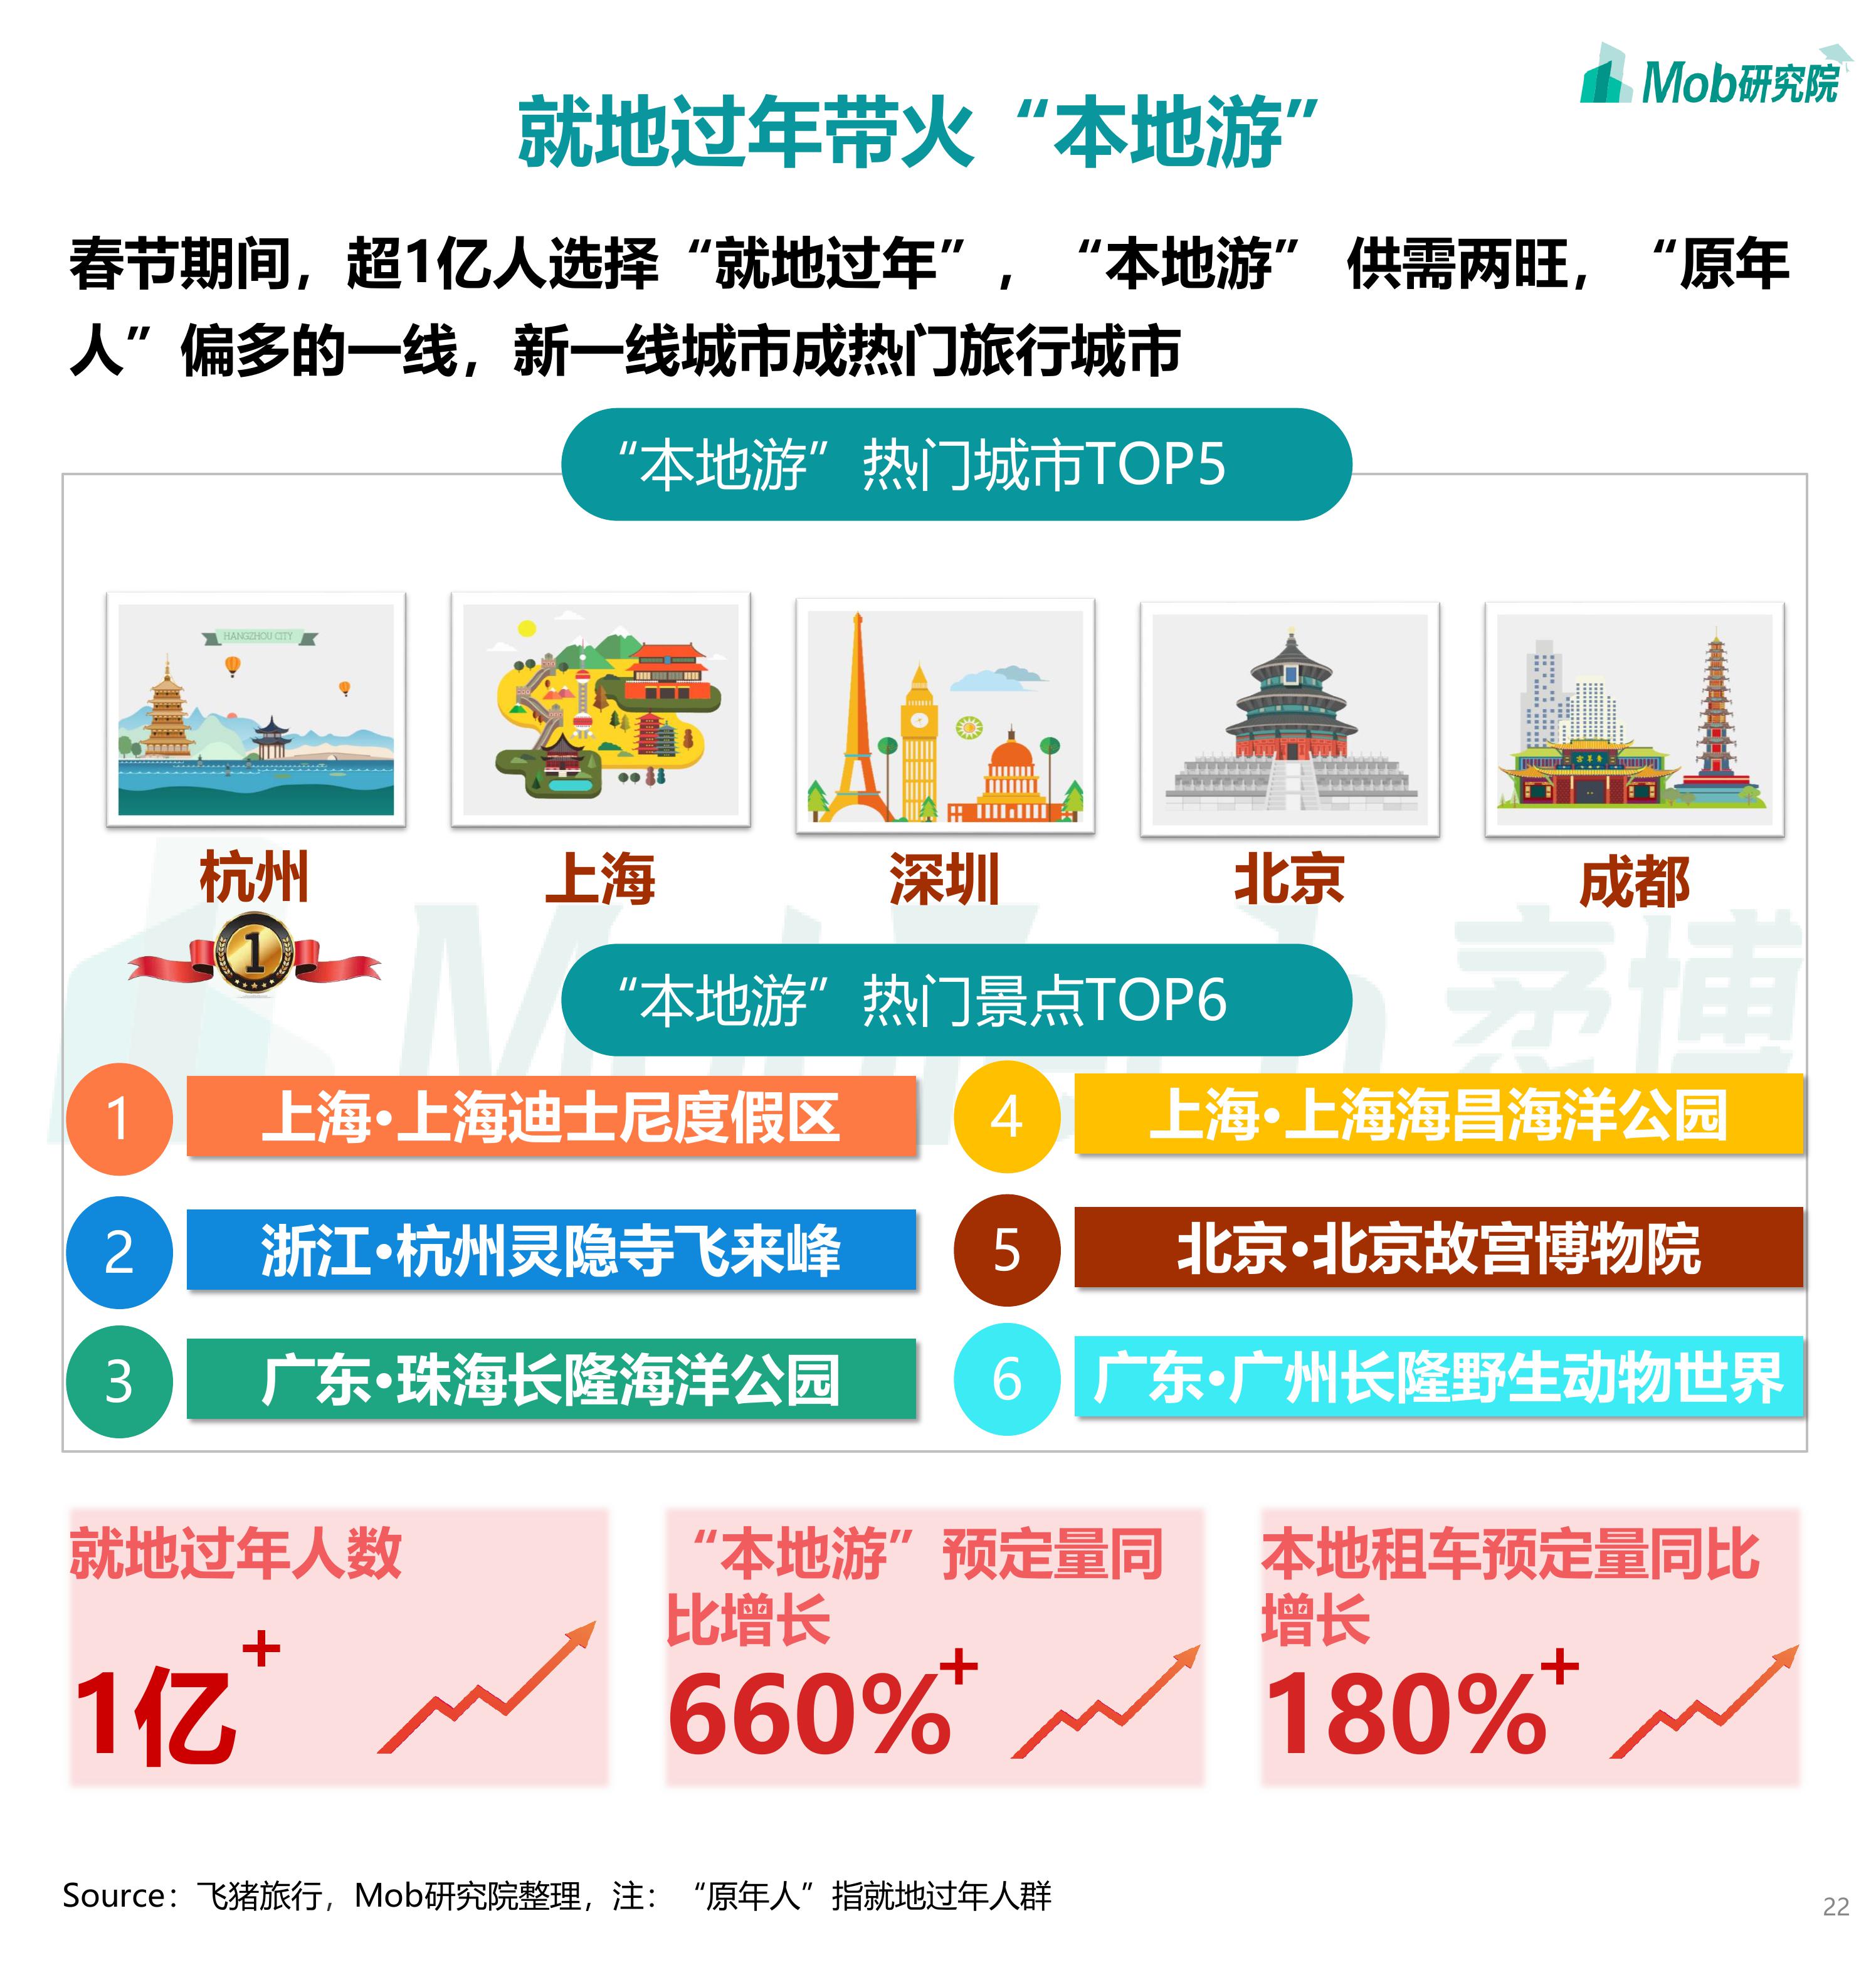 Mob研究院
就地过年带火“本地游”
春节期间，超1亿人选择“就地过年”，“本地游” 供需两旺，“原年
人”偏多的一线，新一线城市成热门旅行城市
“本地游”热门城市TOP5
HANGZHOU CITY
杭州
上海
深圳
北京
成都
1
“本地游”热门景点TOP6
1 上海·上海迪士尼度假区
2 浙江·杭州灵隐寺飞来峰
3 广东·珠海长隆海洋公园
4 上海·上海海昌海洋公园
5 北京·北京故宫博物院
6 广东·广州长隆野生动物世界
就地过年人数
1亿+
“本地游”预定量同
比增长
660%+
本地租车预定量同比
增长
180%+
Source：飞猪旅行，Mob研究院整理，注：“原年人”指就地过年人群
22